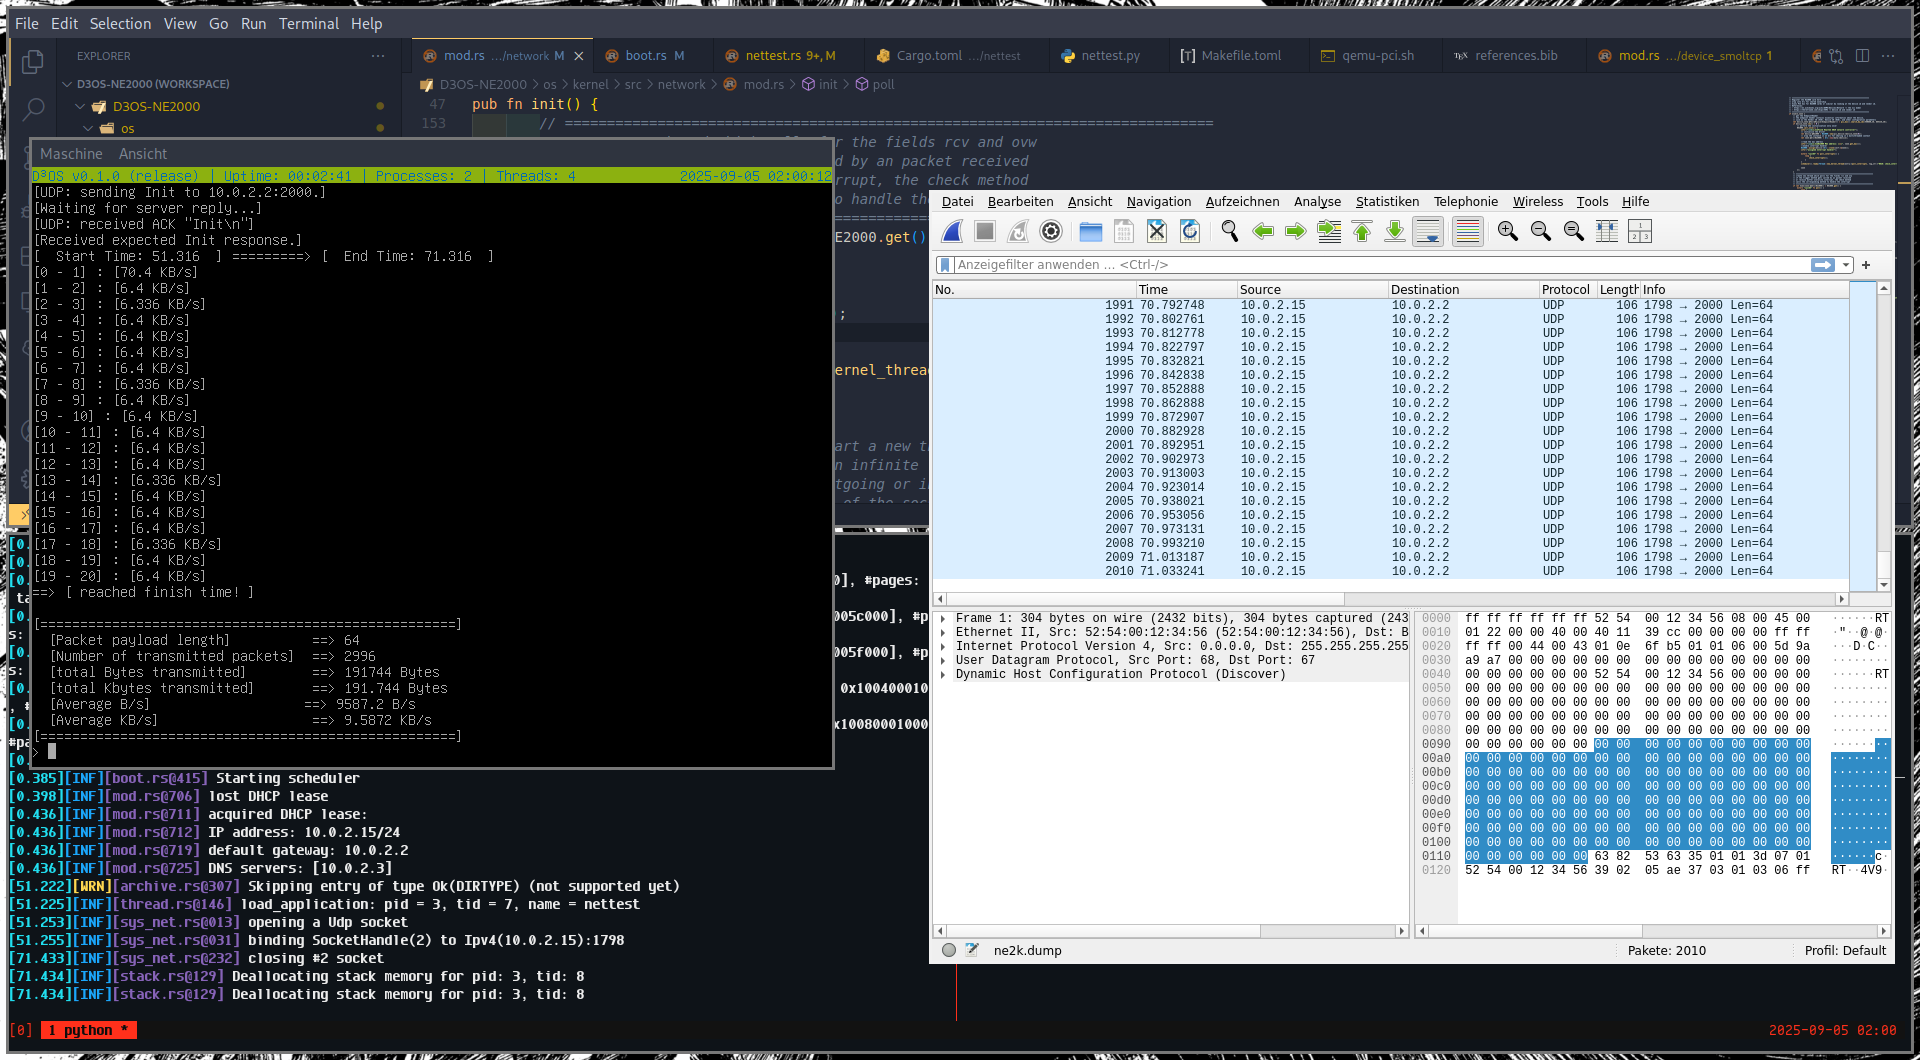 File Edit Selection View Go Run Terminal Help
EXPLORER ···
mod.rs .../network M × boot.rs M nettest.rs 9+, M Cargo.toml .../nettest nettest.py [T] Makefile.toml qemu-pci.sh references.bib mod.rs .../device_smoltcp 1 ···
D3OS-NE2000 (WORKSPACE)
D3OS-NE2000
os
D3OS-NE2000 > os > kernel > src > network > mod.rs > init > poll
47 pub fn init() {
153 // ==============================================================================
the fields rcv and ovw
d by an packet received
rrupt, the check method
o handle the
E2000.get()
);
ernel_threa
art a new t
n infinite
tgoing or i
of the soc
Maschine Ansicht
D³OS v0.1.0 (release) | Uptime: 00:02:41 | Processes: 2 | Threads: 4 2025-09-05 02:00:12
[UDP: sending Init to 10.0.2.2:2000.]
[Waiting for server reply...]
[UDP: received ACK "Init\n"]
[Received expected Init response.]
[ Start Time: 51.316 ] =========> [ End Time: 71.316 ]
[0 - 1] : [70.4 KB/s]
[1 - 2] : [6.4 KB/s]
[2 - 3] : [6.336 KB/s]
[3 - 4] : [6.4 KB/s]
[4 - 5] : [6.4 KB/s]
[5 - 6] : [6.4 KB/s]
[6 - 7] : [6.4 KB/s]
[7 - 8] : [6.336 KB/s]
[8 - 9] : [6.4 KB/s]
[9 - 10] : [6.4 KB/s]
[10 - 11] : [6.4 KB/s]
[11 - 12] : [6.4 KB/s]
[12 - 13] : [6.4 KB/s]
[13 - 14] : [6.336 KB/s]
[14 - 15] : [6.4 KB/s]
[15 - 16] : [6.4 KB/s]
[16 - 17] : [6.4 KB/s]
[17 - 18] : [6.336 KB/s]
[18 - 19] : [6.4 KB/s]
[19 - 20] : [6.4 KB/s]
==> [ reached finish time! ]
[====================================================]
[Packet payload length] ==> 64
[Number of transmitted packets] ==> 2996
[total Bytes transmitted] ==> 191744 Bytes
[total Kbytes transmitted] ==> 191.744 Bytes
[Average B/s] ==> 9587.2 B/s
[Average KB/s] ==> 9.5872 KB/s
[====================================================]
>
0], #pages:
005c000], #p
005f000], #p
0x100400010
x10080001000
[0.385][INF][boot.rs@415] Starting scheduler
[0.398][INF][mod.rs@706] lost DHCP lease
[0.436][INF][mod.rs@711] acquired DHCP lease:
[0.436][INF][mod.rs@712] IP address: 10.0.2.15/24
[0.436][INF][mod.rs@719] default gateway: 10.0.2.2
[0.436][INF][mod.rs@725] DNS servers: [10.0.2.3]
[51.222][WRN][archive.rs@307] Skipping entry of type Ok(DIRTYPE) (not supported yet)
[51.225][INF][thread.rs@146] load_application: pid = 3, tid = 7, name = nettest
[51.253][INF][sys_net.rs@013] opening a Udp socket
[51.255][INF][sys_net.rs@031] binding SocketHandle(2) to Ipv4(10.0.2.15):1798
[71.433][INF][sys_net.rs@232] closing #2 socket
[71.434][INF][stack.rs@129] Deallocating stack memory for pid: 3, tid: 8
[71.434][INF][stack.rs@129] Deallocating stack memory for pid: 3, tid: 8
[0] 1 python * 2025-09-05 02:00
Datei Bearbeiten Ansicht Navigation Aufzeichnen Analyse Statistiken Telephonie Wireless Tools Hilfe
Anzeigefilter anwenden ... <Ctrl-/>
No. Time Source Destination Protocol Length Info
1991 70.792748 10.0.2.15 10.0.2.2 UDP 106 1798 → 2000 Len=64
1992 70.802761 10.0.2.15 10.0.2.2 UDP 106 1798 → 2000 Len=64
1993 70.812778 10.0.2.15 10.0.2.2 UDP 106 1798 → 2000 Len=64
1994 70.822797 10.0.2.15 10.0.2.2 UDP 106 1798 → 2000 Len=64
1995 70.832821 10.0.2.15 10.0.2.2 UDP 106 1798 → 2000 Len=64
1996 70.842838 10.0.2.15 10.0.2.2 UDP 106 1798 → 2000 Len=64
1997 70.852888 10.0.2.15 10.0.2.2 UDP 106 1798 → 2000 Len=64
1998 70.862888 10.0.2.15 10.0.2.2 UDP 106 1798 → 2000 Len=64
1999 70.872907 10.0.2.15 10.0.2.2 UDP 106 1798 → 2000 Len=64
2000 70.882928 10.0.2.15 10.0.2.2 UDP 106 1798 → 2000 Len=64
2001 70.892951 10.0.2.15 10.0.2.2 UDP 106 1798 → 2000 Len=64
2002 70.902973 10.0.2.15 10.0.2.2 UDP 106 1798 → 2000 Len=64
2003 70.913003 10.0.2.15 10.0.2.2 UDP 106 1798 → 2000 Len=64
2004 70.923014 10.0.2.15 10.0.2.2 UDP 106 1798 → 2000 Len=64
2005 70.938021 10.0.2.15 10.0.2.2 UDP 106 1798 → 2000 Len=64
2006 70.953056 10.0.2.15 10.0.2.2 UDP 106 1798 → 2000 Len=64
2007 70.973131 10.0.2.15 10.0.2.2 UDP 106 1798 → 2000 Len=64
2008 70.993210 10.0.2.15 10.0.2.2 UDP 106 1798 → 2000 Len=64
2009 71.013187 10.0.2.15 10.0.2.2 UDP 106 1798 → 2000 Len=64
2010 71.033241 10.0.2.15 10.0.2.2 UDP 106 1798 → 2000 Len=64
Frame 1: 304 bytes on wire (2432 bits), 304 bytes captured (243
Ethernet II, Src: 52:54:00:12:34:56 (52:54:00:12:34:56), Dst: B
Internet Protocol Version 4, Src: 0.0.0.0, Dst: 255.255.255.255
User Datagram Protocol, Src Port: 68, Dst Port: 67
Dynamic Host Configuration Protocol (Discover)
0000 ff ff ff ff ff ff 52 54 00 12 34 56 08 00 45 00 ······RT
0010 01 22 00 00 40 00 40 11 39 cc 00 00 00 00 ff ff ·"··@·@·
0020 ff ff 00 44 00 43 01 0e 6f b5 01 01 06 00 5d 9a ···D·C··
0030 a9 a7 00 00 00 00 00 00 00 00 00 00 00 00 00 00 ········
0040 00 00 00 00 00 00 52 54 00 12 34 56 00 00 00 00 ······RT
0050 00 00 00 00 00 00 00 00 00 00 00 00 00 00 00 00 ········
0060 00 00 00 00 00 00 00 00 00 00 00 00 00 00 00 00 ········
0070 00 00 00 00 00 00 00 00 00 00 00 00 00 00 00 00 ········
0080 00 00 00 00 00 00 00 00 00 00 00 00 00 00 00 00 ········
0090 00 00 00 00 00 00 00 00 00 00 00 00 00 00 00 00 ········
00a0 00 00 00 00 00 00 00 00 00 00 00 00 00 00 00 00 ········
00b0 00 00 00 00 00 00 00 00 00 00 00 00 00 00 00 00 ········
00c0 00 00 00 00 00 00 00 00 00 00 00 00 00 00 00 00 ········
00d0 00 00 00 00 00 00 00 00 00 00 00 00 00 00 00 00 ········
00e0 00 00 00 00 00 00 00 00 00 00 00 00 00 00 00 00 ········
00f0 00 00 00 00 00 00 00 00 00 00 00 00 00 00 00 00 ········
0100 00 00 00 00 00 00 00 00 00 00 00 00 00 00 00 00 ········
0110 00 00 00 00 00 00 63 82 53 63 35 01 01 3d 07 01 ······c·
0120 52 54 00 12 34 56 39 02 05 ae 37 03 01 03 06 ff RT··4V9·
ne2k.dump Pakete: 2010 Profil: Default